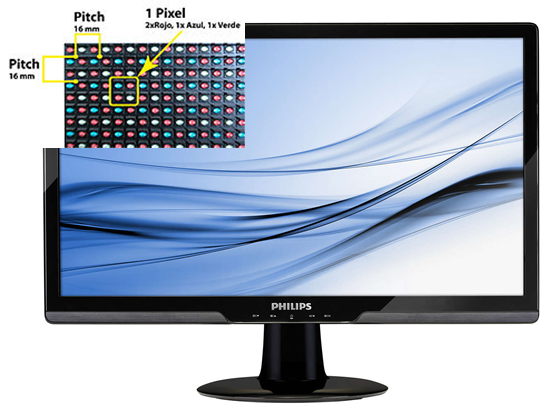 Pitch
16 mm
1 Pixel
2xRojo, 1x Azul, 1x Verde
Pitch
16 mm
PHILIPS